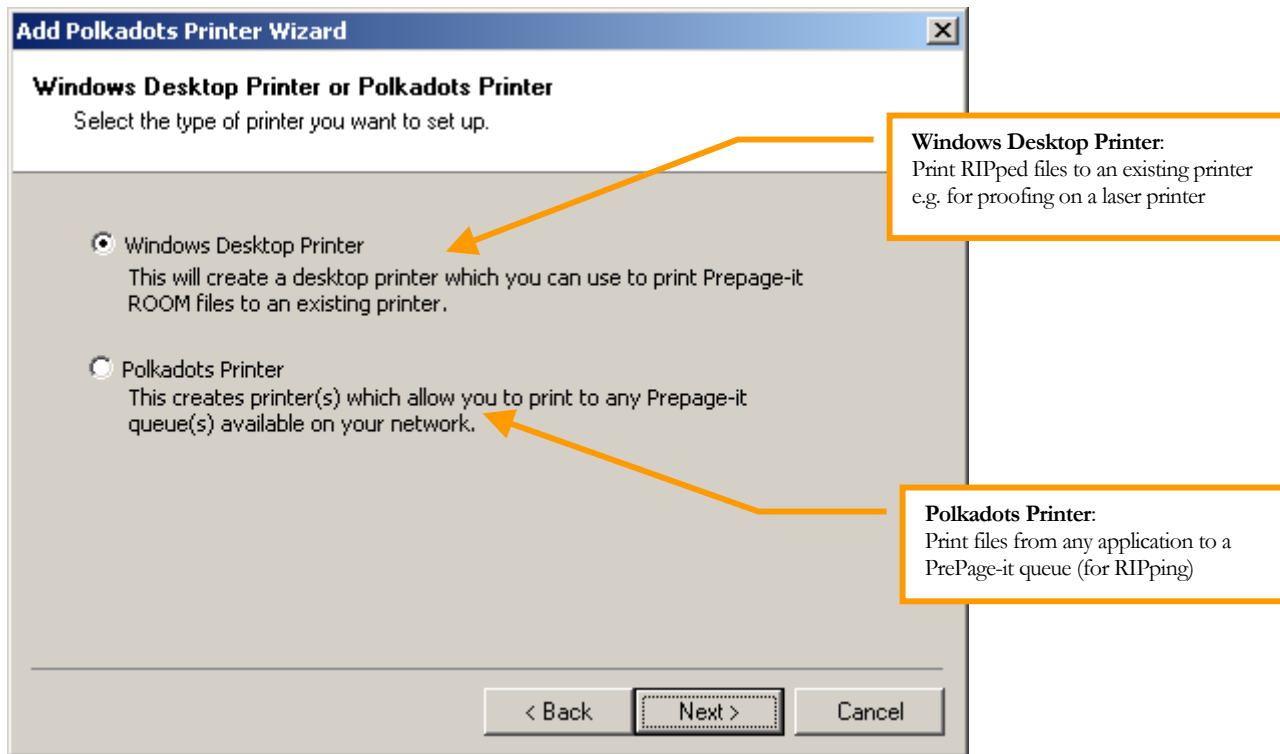 Add Polkadots Printer Wizard
Windows Desktop Printer or Polkadots Printer
Select the type of printer you want to set up.
Windows Desktop Printer:
Print RIPped files to an existing printer
e.g. for proofing on a laser printer
Windows Desktop Printer
This will create a desktop printer which you can use to print Prepage-it
ROOM files to an existing printer.
Polkadots Printer
This creates printer(s) which allow you to print to any Prepage-it
queue(s) available on your network.
Polkadots Printer:
Print files from any application to a
PrePage-it queue (for RIPping)
< Back
Next >
Cancel